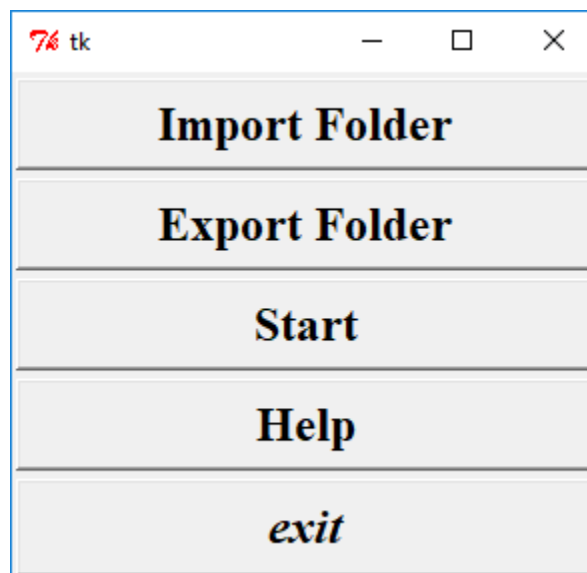 tk
Import Folder
Export Folder
Start
Help
exit